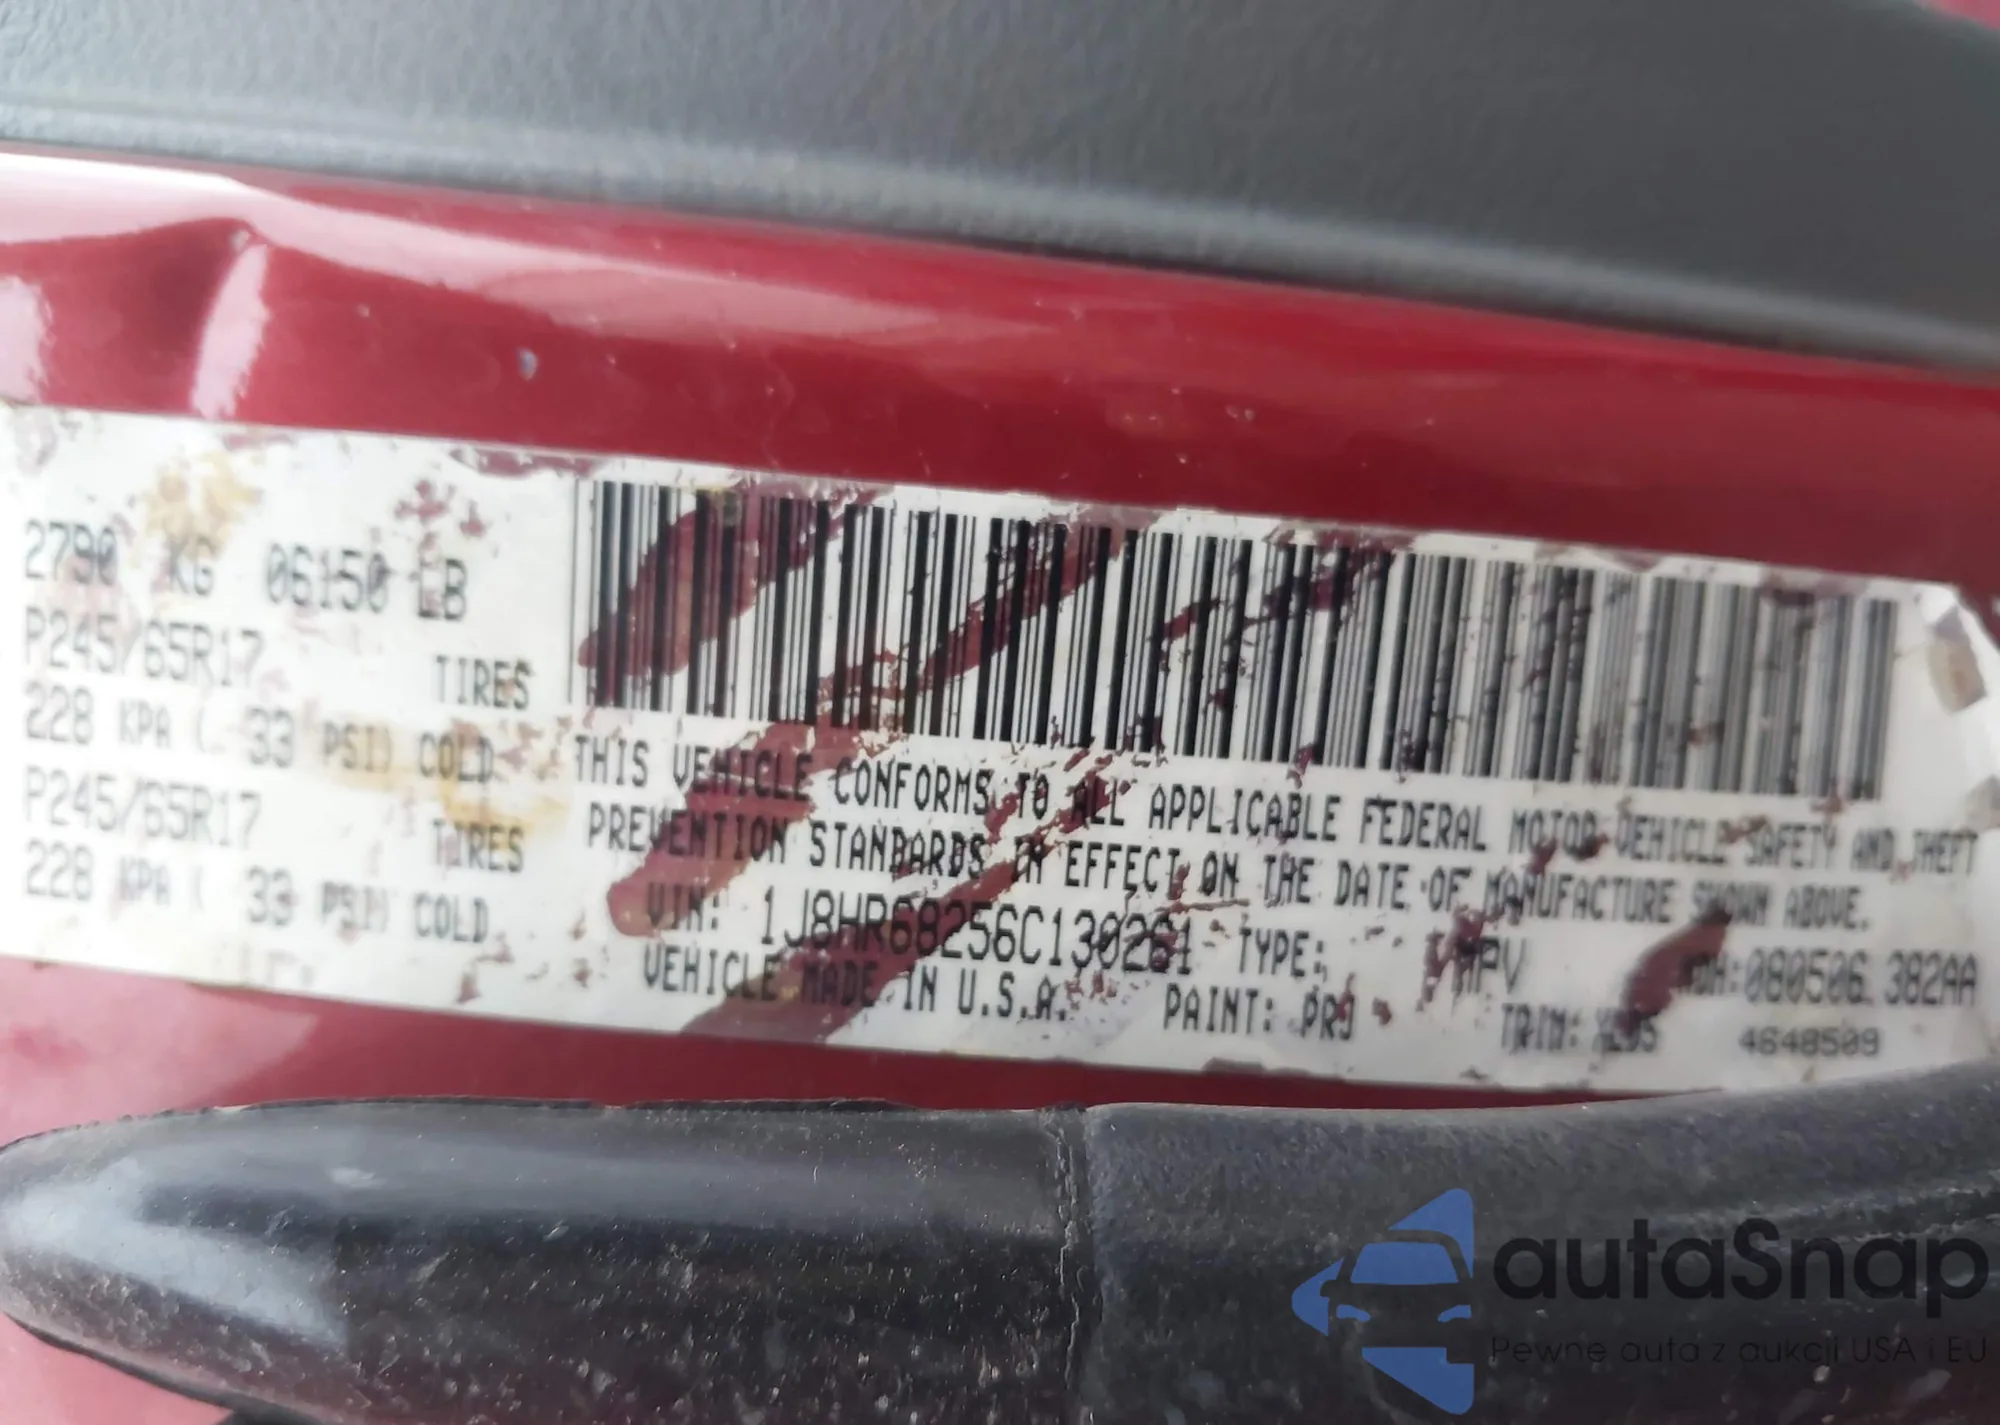 2790 KG 06150 LB
P245/65R17 TIRES
228 KPA ( 33 PSI) COLD
P245/65R17 TIRES
228 KPA ( 33 PSI) COLD
THIS VEHICLE CONFORMS TO ALL APPLICABLE FEDERAL MOTOR VEHICLE SAFETY AND THEFT
PREVENTION STANDARDS IN EFFECT ON THE DATE OF MANUFACTURE SHOWN ABOVE.
VIN: 1J8HR68256C130261 TYPE: MPV MDH:080506 382AA
VEHICLE MADE IN U.S.A. PAINT: PRJ TRIM: 4648509
autaSnap
Pewne auta z aukcji USA i EU